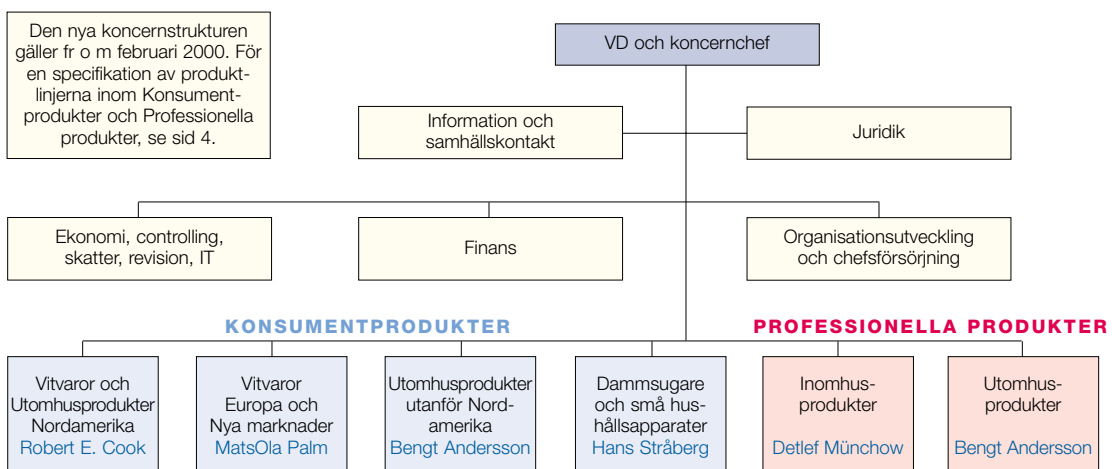 Den nya koncernstrukturen
gäller fr o m februari 2000. För
en specifikation av produkt-
linjerna inom Konsument-
produkter och Professionella
produkter, se sid 4.
VD och koncernchef
Information och
samhällskontakt
Juridik
Ekonomi, controlling,
skatter, revision, IT
Finans
Organisationsutveckling
och chefsförsörjning
KONSUMENTPRODUKTER
PROFESSIONELLA PRODUKTER
Vitvaror och
Utomhusprodukter
Nordamerika
Robert E. Cook
Vitvaror
Europa och
Nya marknader
MatsOla Palm
Utomhusprodukter
utanför Nord-
amerika
Bengt Andersson
Dammsugare
och små hus-
hållsapparater
Hans Stråberg
Inomhus-
produkter
Detlef Münchow
Utomhus-
produkter
Bengt Andersson